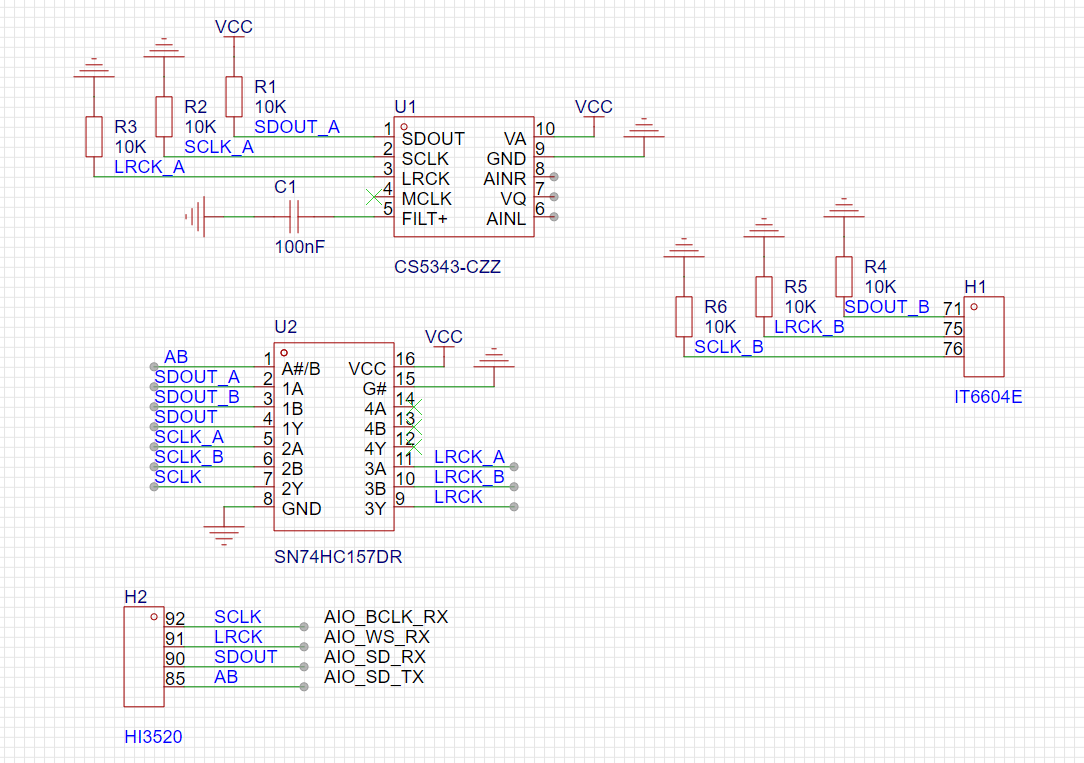 VCC
R1
10K
R2
10K
R3
10K
SDOUT_A
SCLK_A
LRCK_A
C1
100nF
U1
1 SDOUT VA 10
2 SCLK GND 9
3 LRCK AINR 8
4 MCLK VQ 7
5 FILT+ AINL 6
CS5343-CZZ
VCC
R4
10K
R5
10K
R6
10K
SDOUT_B
LRCK_B
SCLK_B
H1
71
75
76
IT6604E
U2
VCC
AB 1 A#/B VCC 16
SDOUT_A 2 1A G# 15
SDOUT_B 3 1B 4A 14
SDOUT 4 1Y 4B 13
SCLK_A 5 2A 4Y 12
SCLK_B 6 2B 3A 11 LRCK_A
SCLK 7 2Y 3B 10 LRCK_B
8 GND 3Y 9 LRCK
SN74HC157DR
H2
92 SCLK AIO_BCLK_RX
91 LRCK AIO_WS_RX
90 SDOUT AIO_SD_RX
85 AB AIO_SD_TX
HI3520